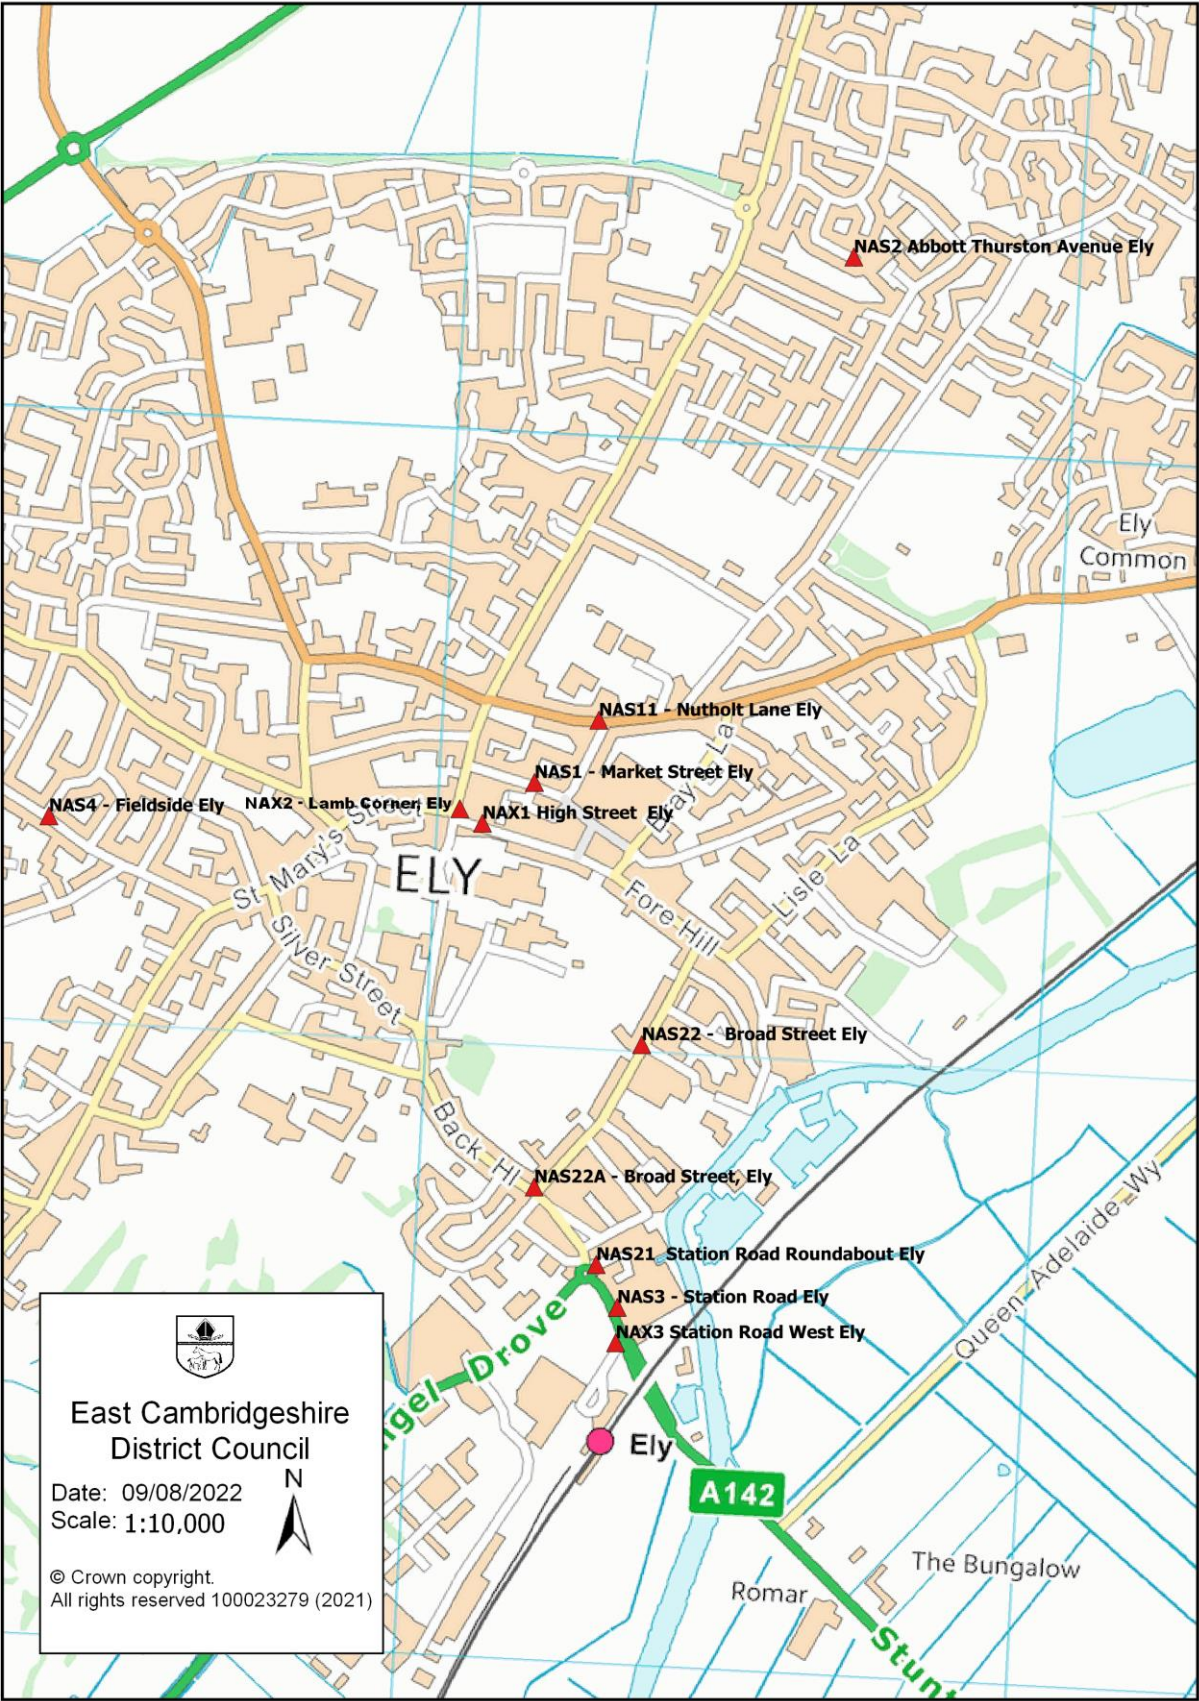 NAS2 Abbott Thurston Avenue Ely
Ely
Common
NAS11 - Nutholt Lane Ely
Bray La
NAS1 - Market Street Ely
NAS4 - Fieldside Ely
NAX2 - Lamb Corner, Ely
NAX1 High Street Ely
St Mary's Street
ELY
Lisle La
Fore Hill
Silver Street
NAS22 - Broad Street Ely
Back Hl
NAS22A - Broad Street, Ely
Queen Adelaide Wy
NAS21 Station Road Roundabout Ely
NAS3 - Station Road Ely
NAX3 Station Road West Ely
ngel Drove
Ely
A142
The Bungalow
Romar
Stunt
East Cambridgeshire
District Council
Date: 09/08/2022
N
Scale: 1:10,000
© Crown copyright.
All rights reserved 100023279 (2021)